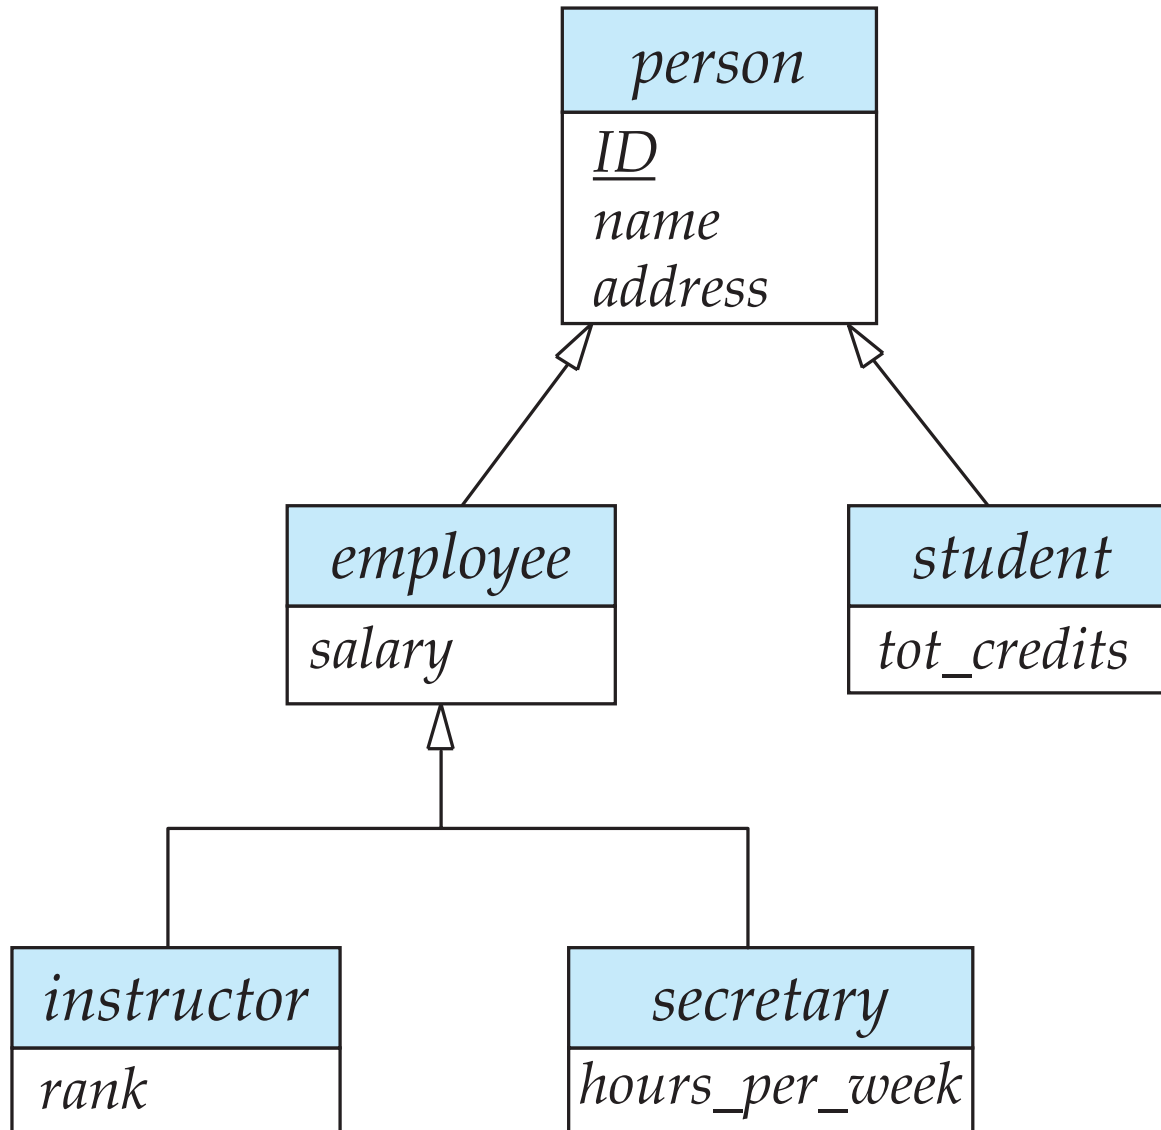 person
ID
name
address
employee
salary
student
tot_credits
instructor
rank
secretary
hours_per_week